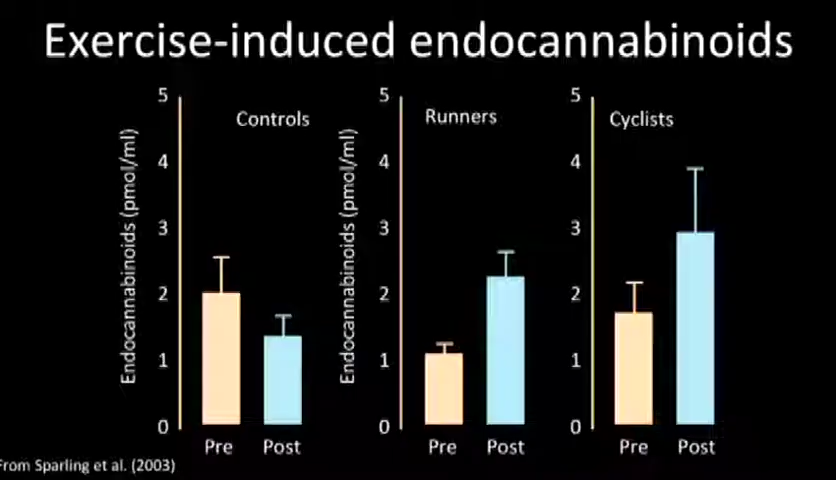 Exercise-induced endocannabinoids
Endocannabinoids (pmol/ml)
5
4
3
2
1
0
Controls
Pre Post
Endocannabinoids (pmol/ml)
5
4
3
2
1
0
Runners
Pre Post
5
4
3
2
1
0
Cyclists
Pre Post
From Sparling et al. (2003)